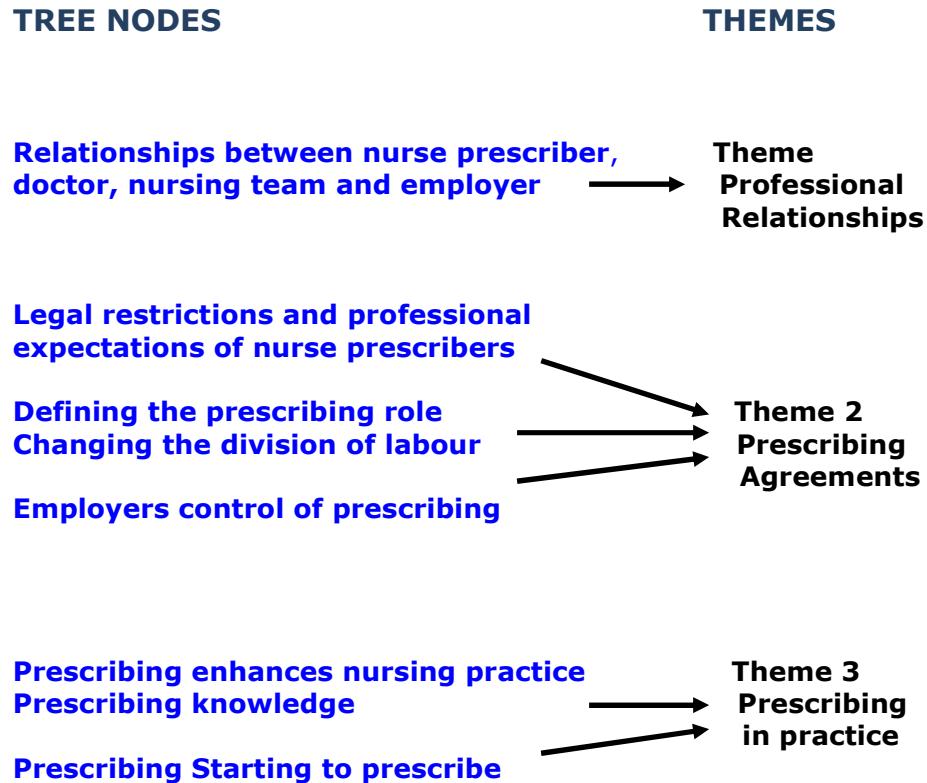 TREE NODES THEMES
Relationships between nurse prescriber, Theme
doctor, nursing team and employer Professional
Relationships
Legal restrictions and professional
expectations of nurse prescribers
Defining the prescribing role Theme 2
Changing the division of labour Prescribing
Agreements
Employers control of prescribing
Prescribing enhances nursing practice Theme 3
Prescribing knowledge Prescribing
in practice
Prescribing Starting to prescribe